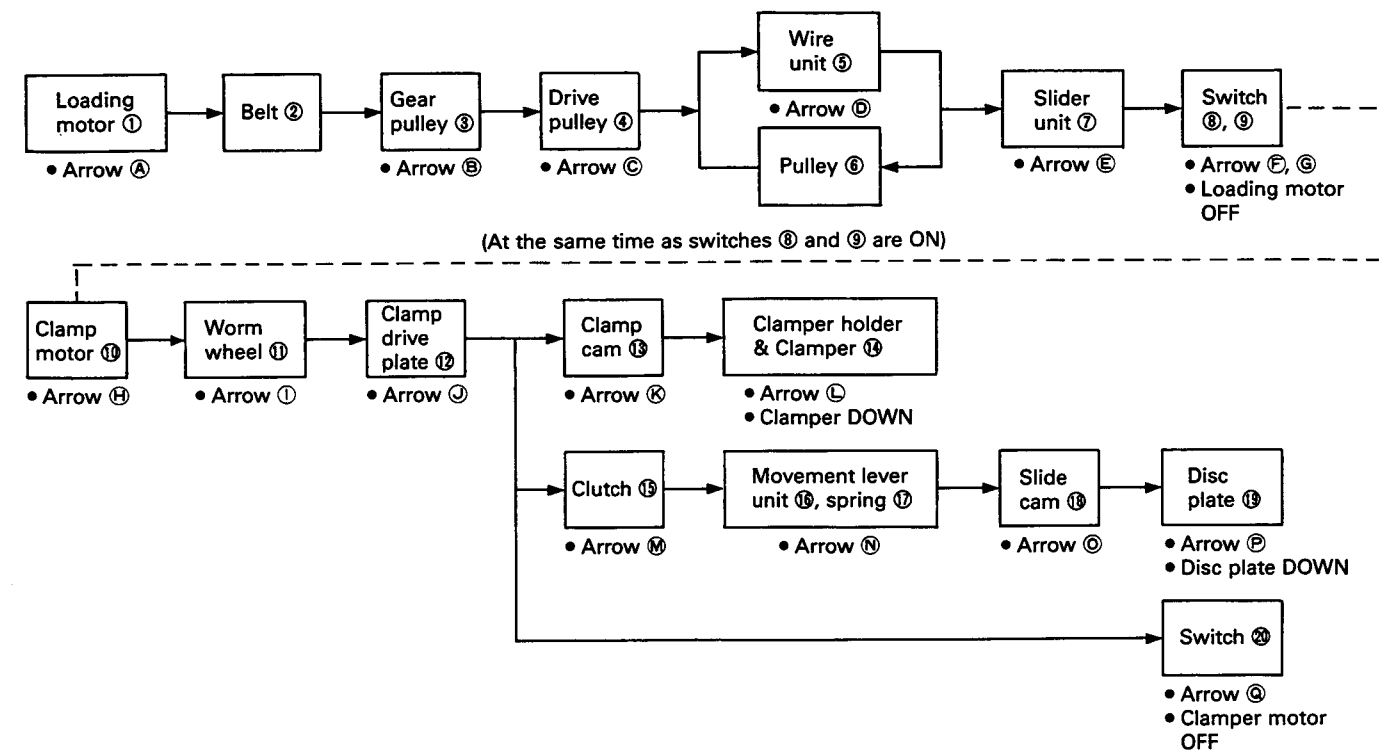 Loading
motor ①
• Arrow Ⓐ
Belt ②
Gear
pulley ③
• Arrow Ⓑ
Drive
pulley ④
• Arrow Ⓒ
Wire
unit ⑤
• Arrow Ⓓ
Pulley ⑥
Slider
unit ⑦
• Arrow Ⓔ
Switch
⑧, ⑨
• Arrow Ⓕ, Ⓖ
• Loading motor
OFF
(At the same time as switches ⑧ and ⑨ are ON)
Clamp
motor ⑩
• Arrow Ⓗ
Worm
wheel ⑪
• Arrow Ⓘ
Clamp
drive
plate ⑫
• Arrow Ⓙ
Clamp
cam ⑬
• Arrow Ⓚ
Clamper holder
& Clamper ⑭
• Arrow Ⓛ
• Clamper DOWN
Clutch ⑮
• Arrow Ⓜ
Movement lever
unit ⑯, spring ⑰
• Arrow Ⓝ
Slide
cam ⑱
• Arrow Ⓞ
Disc
plate ⑲
• Arrow Ⓟ
• Disc plate DOWN
Switch ⑳
• Arrow Ⓠ
• Clamper motor
OFF